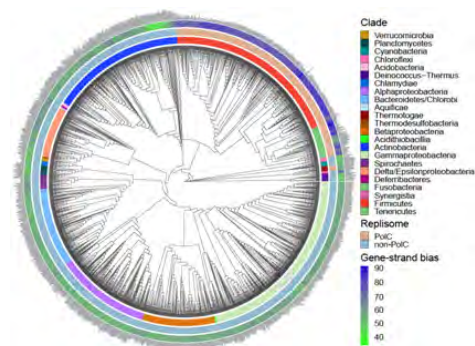 Clade
Verrucomicrobia
Planctomycetes
Cyanobacteria
Chloroflexi
Acidobacteria
Deinococcus-Thermus
Chlamydiae
Alphaproteobacteria
Bacteroidetes/Chlorobi
Aquificae
Thermotogae
Thermodesulfobacteria
Betaproteobacteria
Acidithiobacillia
Actinobacteria
Gammaproteobacteria
Spirochaetes
Delta/Epsilonproteobacteria
Deferribacteres
Fusobacteria
Synergistia
Firmicutes
Tenericutes
Replisome
PolC
non-PolC
Gene-strand bias
90
80
70
60
50
40